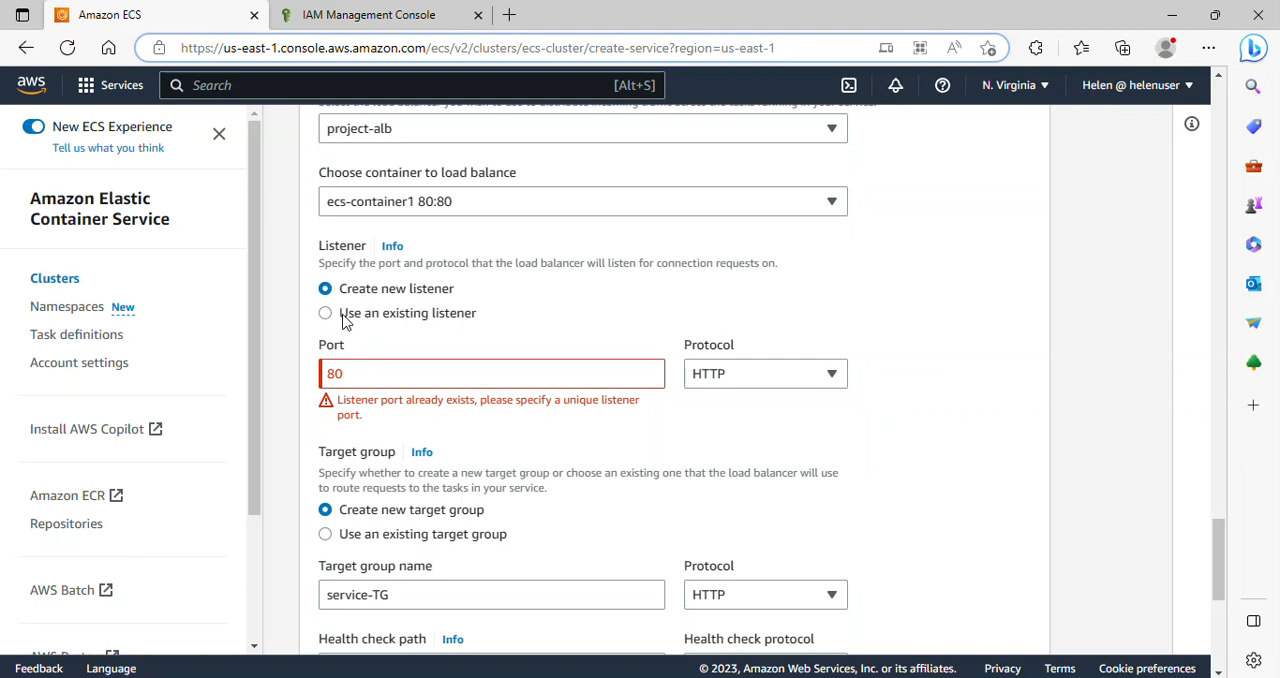 Amazon ECS
IAM Management Console
https://us-east-1.console.aws.amazon.com/ecs/v2/clusters/ecs-cluster/create-service?region=us-east-1
aws
Services
Search
[Alt+S]
N. Virginia
Helen @ helenuser
New ECS Experience
Tell us what you think
Amazon Elastic
Container Service
Clusters
Namespaces New
Task definitions
Account settings
Install AWS Copilot
Amazon ECR
Repositories
AWS Batch
project-alb
Choose container to load balance
ecs-container1 80:80
Listener Info
Specify the port and protocol that the load balancer will listen for connection requests on.
Create new listener
Use an existing listener
Port
Protocol
80
HTTP
Listener port already exists, please specify a unique listener
port.
Target group Info
Specify whether to create a new target group or choose an existing one that the load balancer will use
to route requests to the tasks in your service.
Create new target group
Use an existing target group
Target group name
Protocol
service-TG
HTTP
Health check path Info
Health check protocol
Feedback
Language
© 2023, Amazon Web Services, Inc. or its affiliates.
Privacy
Terms
Cookie preferences